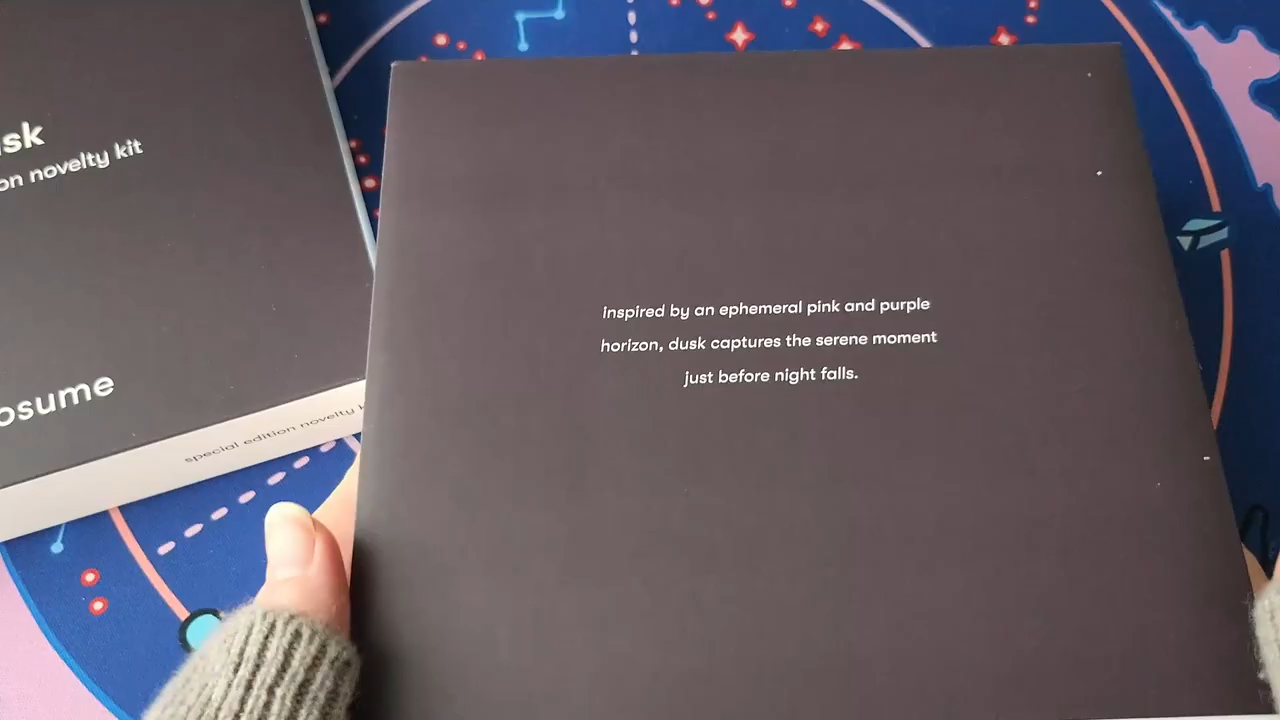 sk
on novelty kit
osume
special edition novelty
inspired by an ephemeral pink and purple
horizon, dusk captures the serene moment
just before night falls.